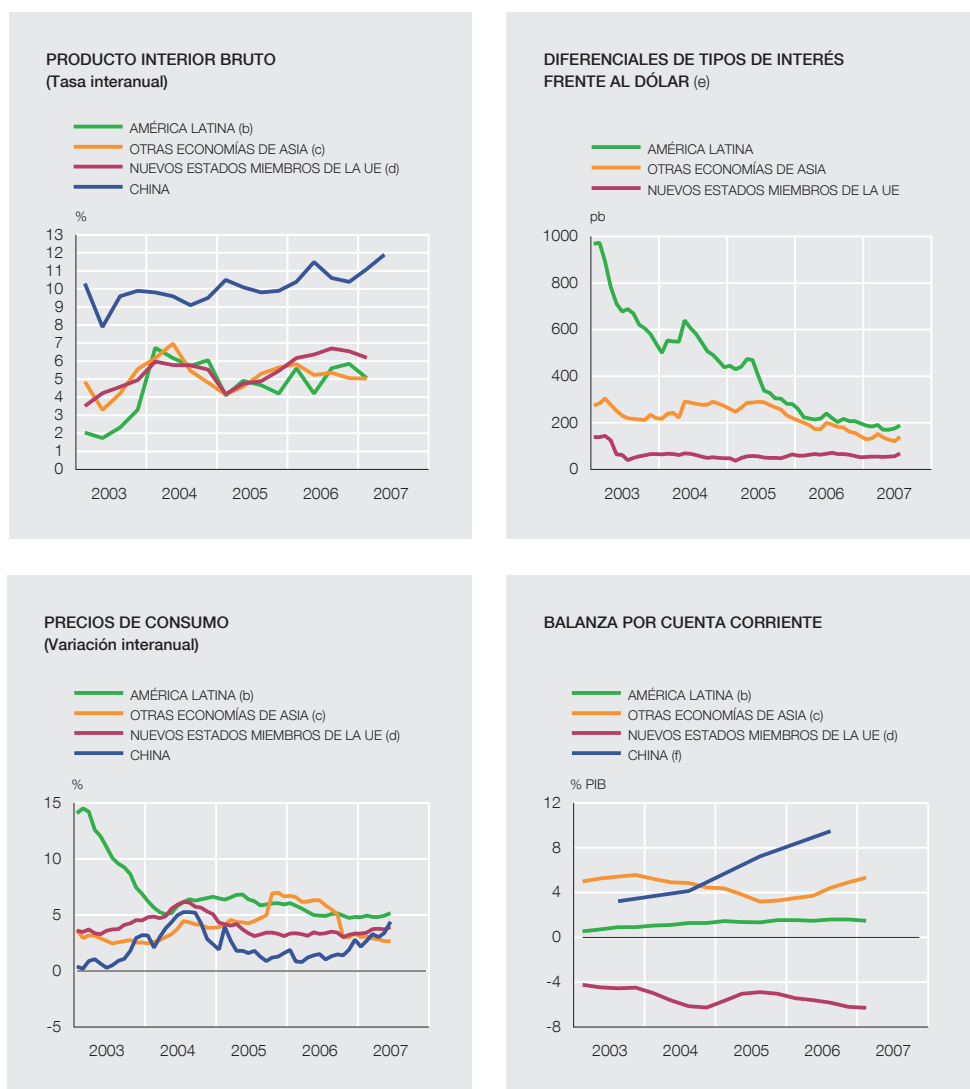 PRODUCTO INTERIOR BRUTO
(Tasa interanual)
AMÉRICA LATINA (b)
OTRAS ECONOMÍAS DE ASIA (c)
NUEVOS ESTADOS MIEMBROS DE LA UE (d)
CHINA
%
13
12
11
10
9
8
7
6
5
4
3
2
1
0
2003 2004 2005 2006 2007
DIFERENCIALES DE TIPOS DE INTERÉS
FRENTE AL DÓLAR (e)
AMÉRICA LATINA
OTRAS ECONOMÍAS DE ASIA
NUEVOS ESTADOS MIEMBROS DE LA UE
pb
1000
800
600
400
200
0
2003 2004 2005 2006 2007
PRECIOS DE CONSUMO
(Variación interanual)
AMÉRICA LATINA (b)
OTRAS ECONOMÍAS DE ASIA (c)
NUEVOS ESTADOS MIEMBROS DE LA UE (d)
CHINA
%
15
10
5
0
-5
2003 2004 2005 2006 2007
BALANZA POR CUENTA CORRIENTE
AMÉRICA LATINA (b)
OTRAS ECONOMÍAS DE ASIA (c)
NUEVOS ESTADOS MIEMBROS DE LA UE (d)
CHINA (f)
% PIB
12
8
4
0
-4
-8
2003 2004 2005 2006 2007